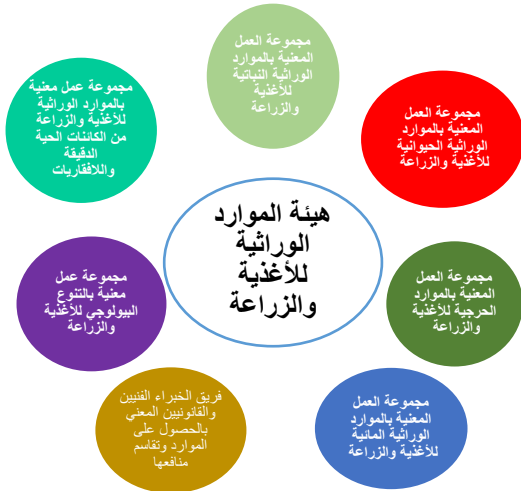 مجموعة العمل
المعنية بالموارد
الوراثية النباتية
للأغذية
والزراعة
مجموعة عمل معنية
بالموارد الوراثية
للأغذية والزراعة
من الكائنات الحية
الدقيقة
واللافقاريات
مجموعة العمل
المعنية بالموارد
الوراثية الحيوانية
للأغذية والزراعة
هيئة الموارد
الوراثية
للأغذية
والزراعة
مجموعة عمل
معنية بالتنوع
البيولوجي للأغذية
والزراعة
مجموعة العمل
المعنية بالموارد
الحرجية للأغذية
والزراعة
فريق الخبراء الفنيين
والقانونيين المعني
بالحصول على
الموارد وتقاسم
منافعها
مجموعة العمل
المعنية بالموارد
الوراثية المائية
للأغذية والزراعة